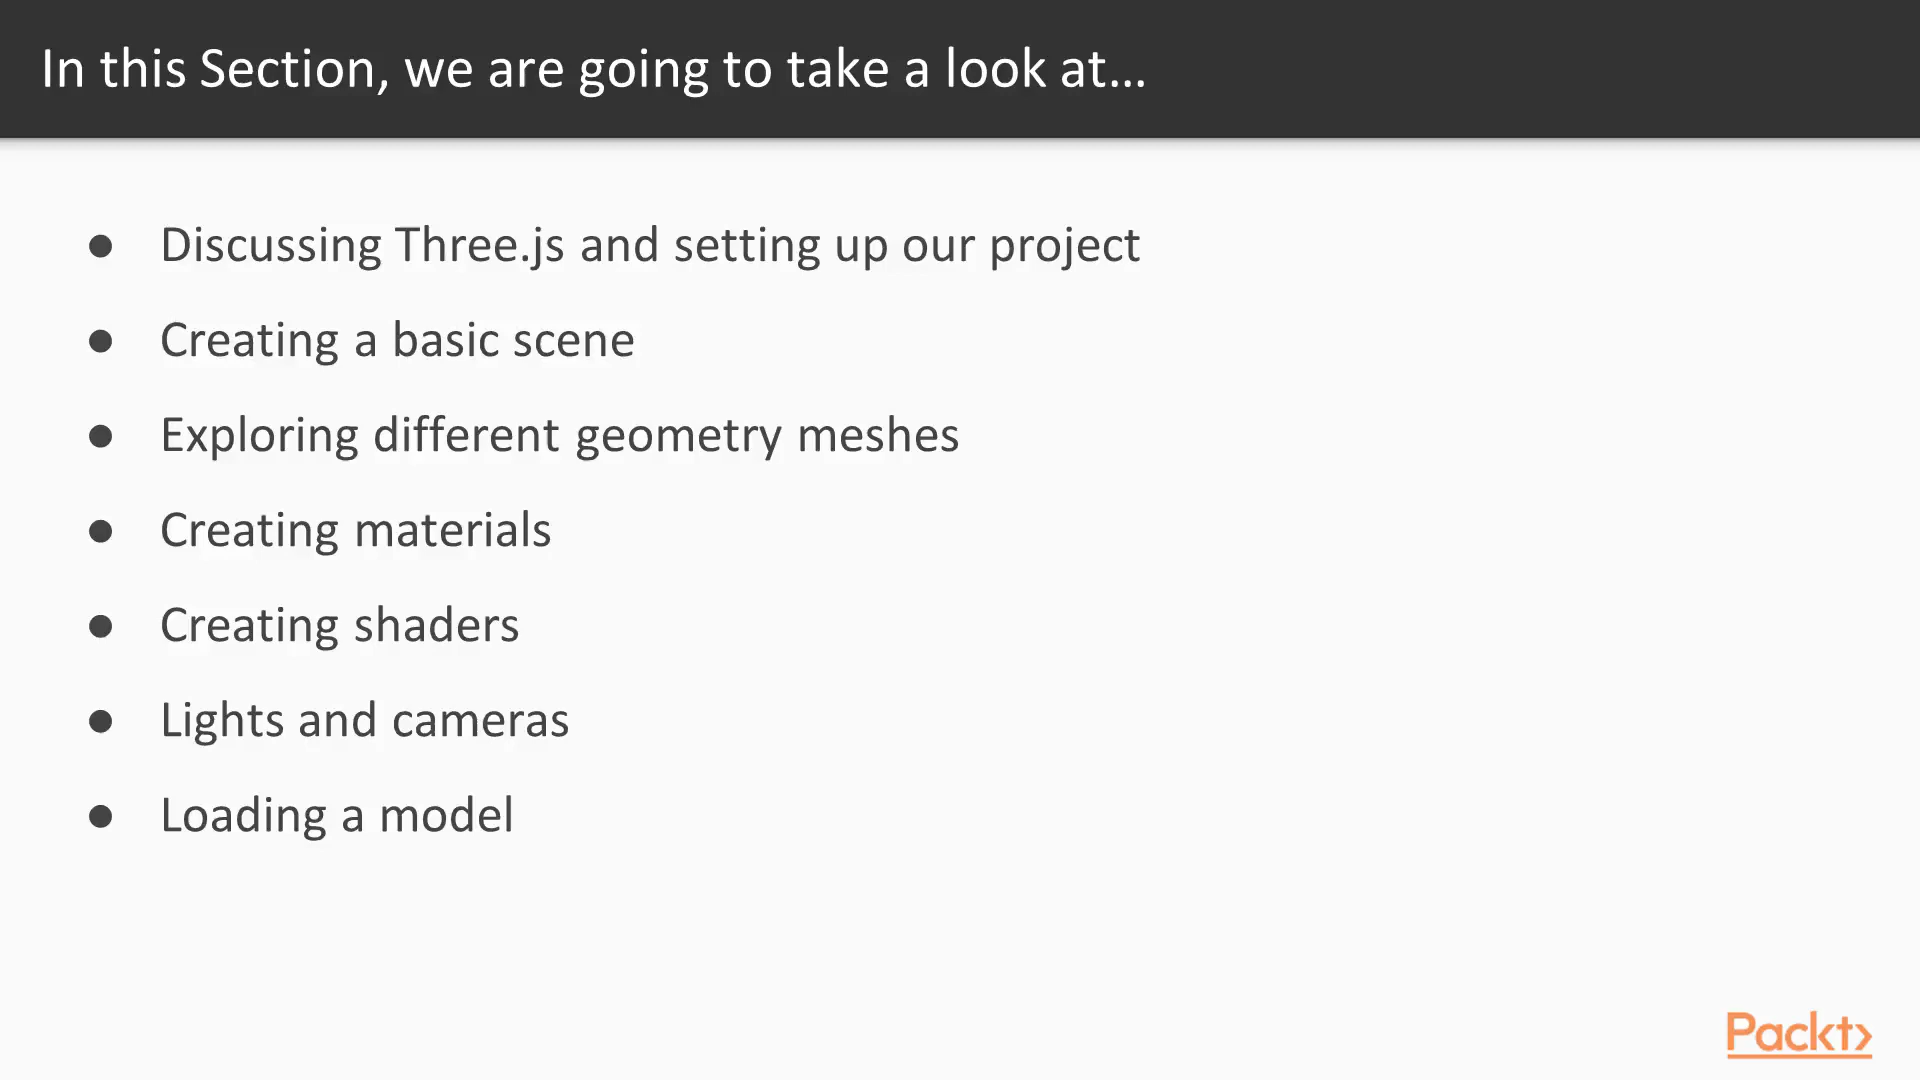 In this Section, we are going to take a look at...
● Discussing Three.js and setting up our project
● Creating a basic scene
● Exploring different geometry meshes
● Creating materials
● Creating shaders
● Lights and cameras
● Loading a model
Packt>